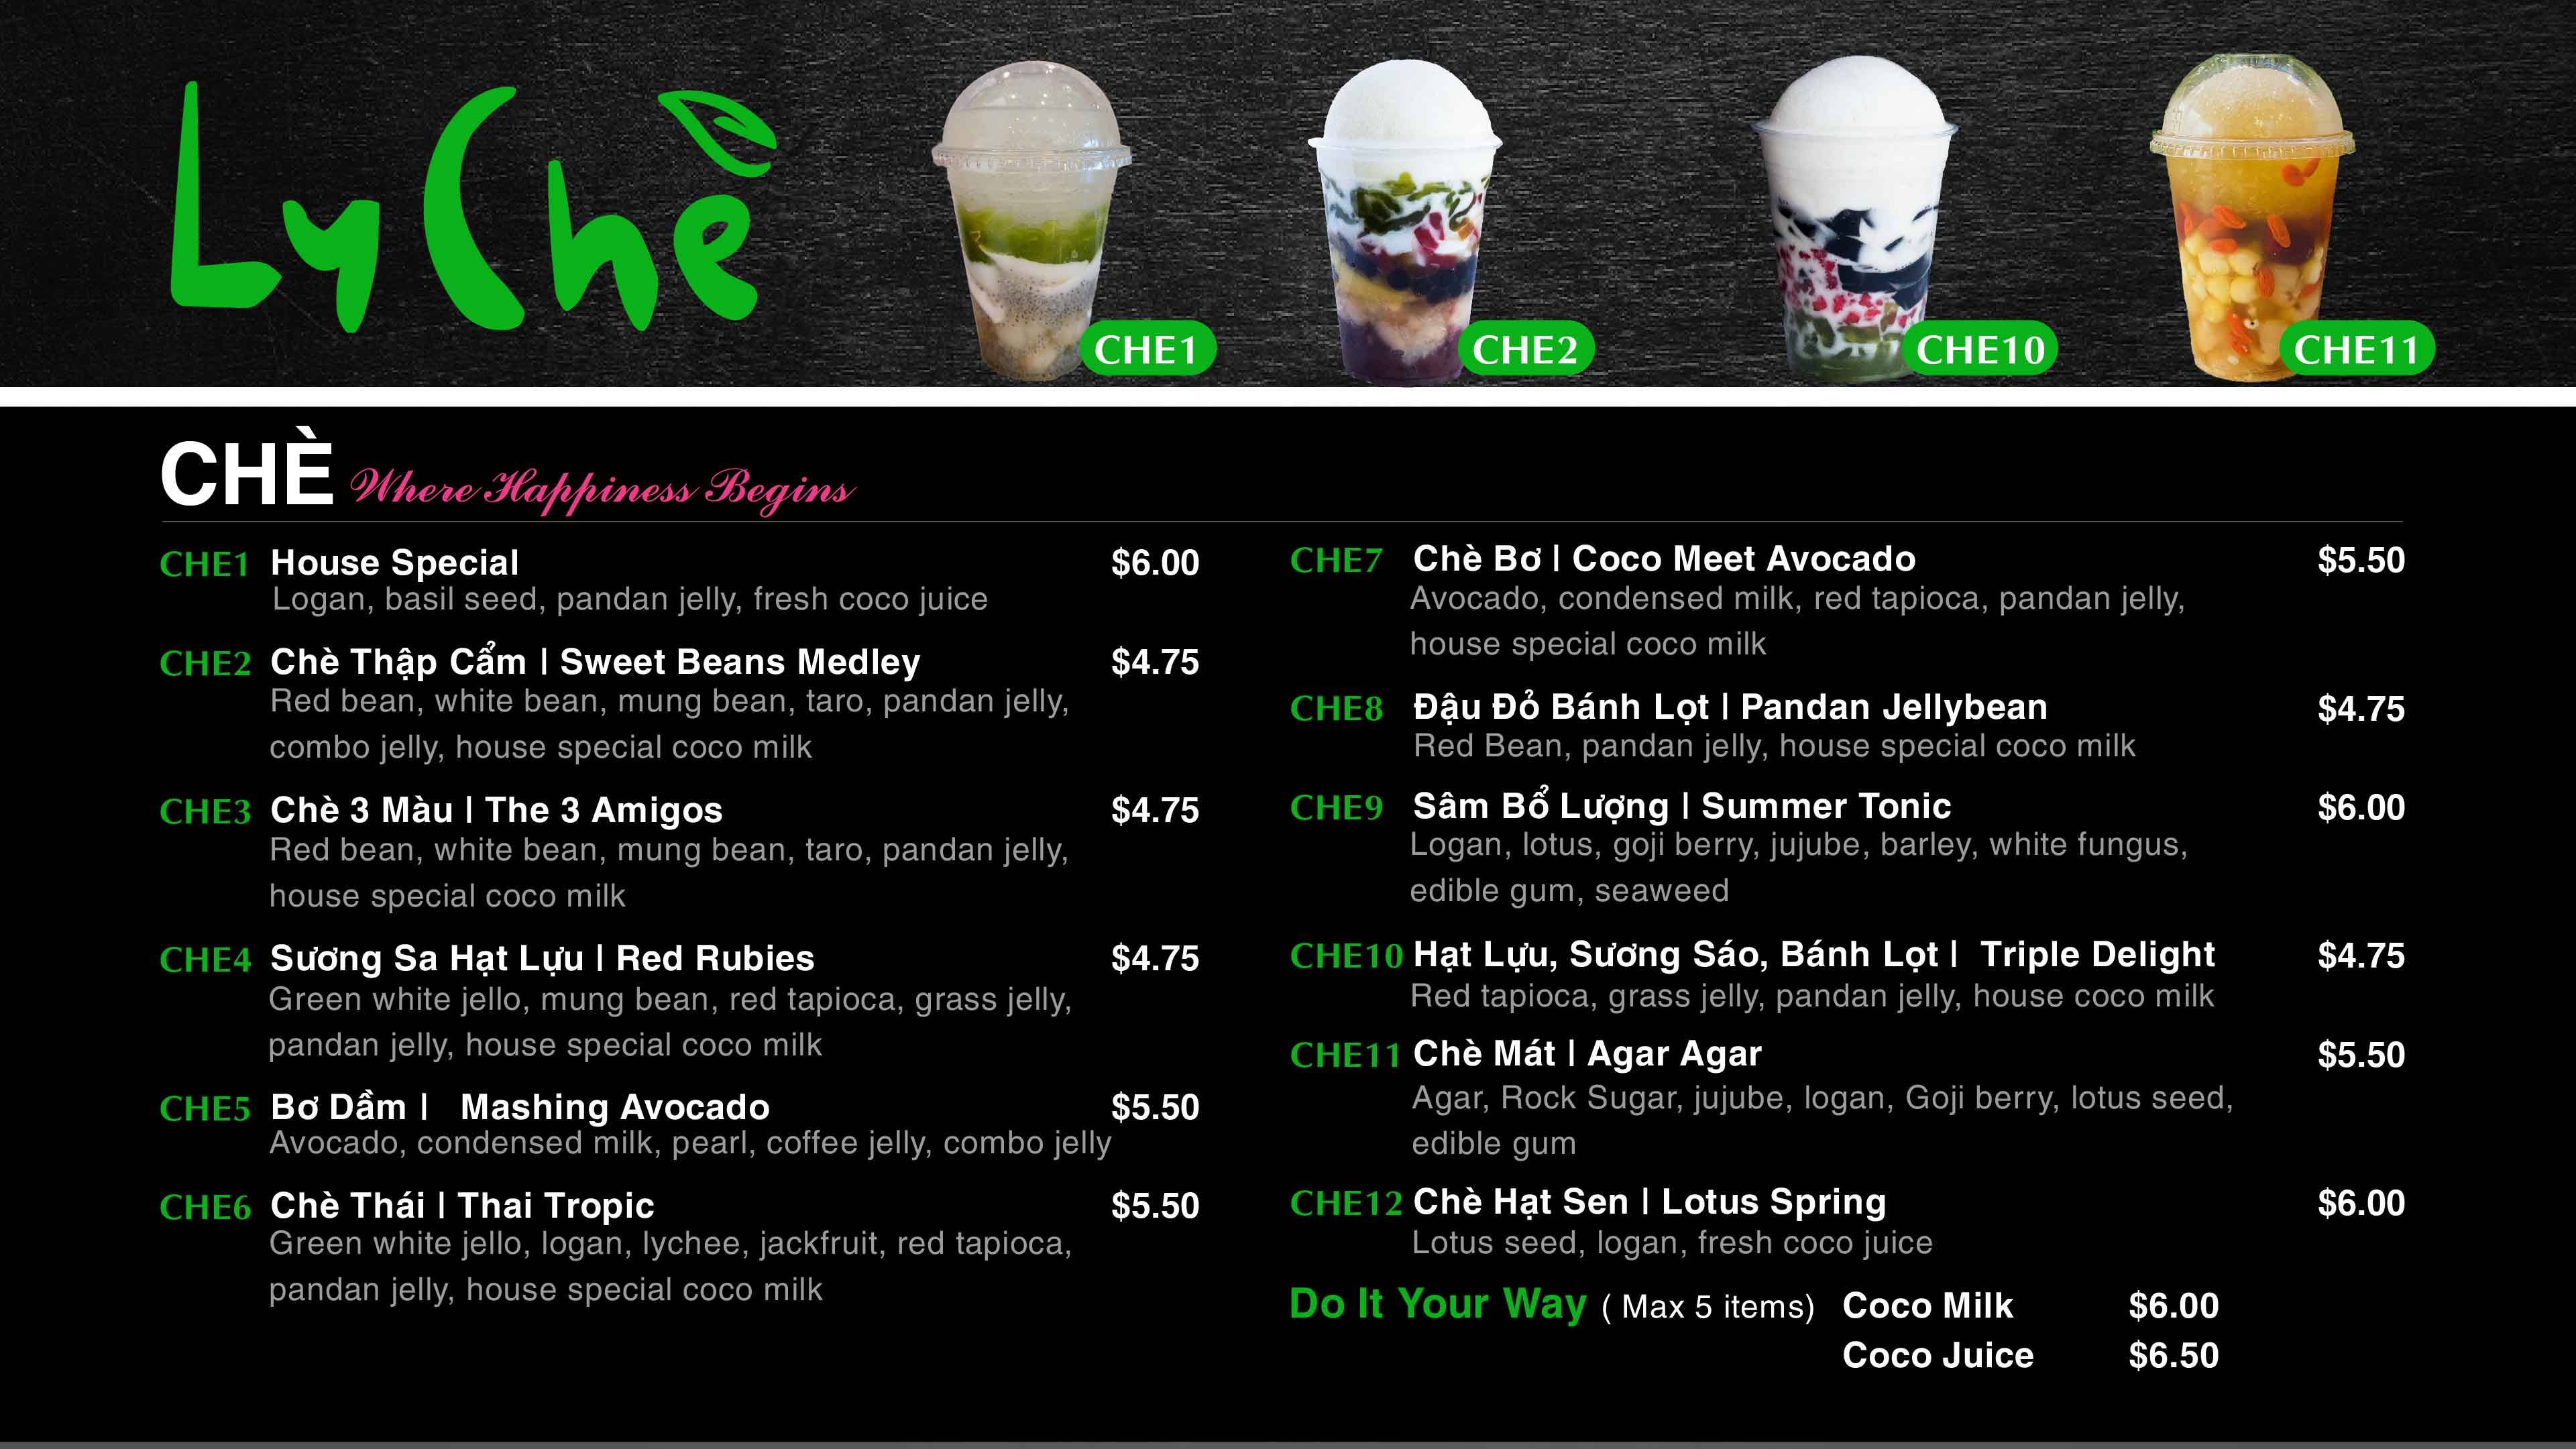 Ly Chè
CHE1
CHE2
CHE10
CHE11
CHÈ Where Happiness Begins
CHE1 House Special $6.00
Logan, basil seed, pandan jelly, fresh coco juice
CHE2 Chè Thập Cẩm | Sweet Beans Medley $4.75
Red bean, white bean, mung bean, taro, pandan jelly,
combo jelly, house special coco milk
CHE3 Chè 3 Màu | The 3 Amigos $4.75
Red bean, white bean, mung bean, taro, pandan jelly,
house special coco milk
CHE4 Sương Sa Hạt Lựu | Red Rubies $4.75
Green white jello, mung bean, red tapioca, grass jelly,
pandan jelly, house special coco milk
CHE5 Bơ Dầm | Mashing Avocado $5.50
Avocado, condensed milk, pearl, coffee jelly, combo jelly
CHE6 Chè Thái | Thai Tropic $5.50
Green white jello, logan, lychee, jackfruit, red tapioca,
pandan jelly, house special coco milk
CHE7 Chè Bơ | Coco Meet Avocado $5.50
Avocado, condensed milk, red tapioca, pandan jelly,
house special coco milk
CHE8 Đậu Đỏ Bánh Lọt | Pandan Jellybean $4.75
Red Bean, pandan jelly, house special coco milk
CHE9 Sâm Bổ Lượng | Summer Tonic $6.00
Logan, lotus, goji berry, jujube, barley, white fungus,
edible gum, seaweed
CHE10 Hạt Lựu, Sương Sáo, Bánh Lọt | Triple Delight $4.75
Red tapioca, grass jelly, pandan jelly, house coco milk
CHE11 Chè Mát | Agar Agar $5.50
Agar, Rock Sugar, jujube, logan, Goji berry, lotus seed,
edible gum
CHE12 Chè Hạt Sen | Lotus Spring $6.00
Lotus seed, logan, fresh coco juice
Do It Your Way ( Max 5 items) Coco Milk $6.00
Coco Juice $6.50